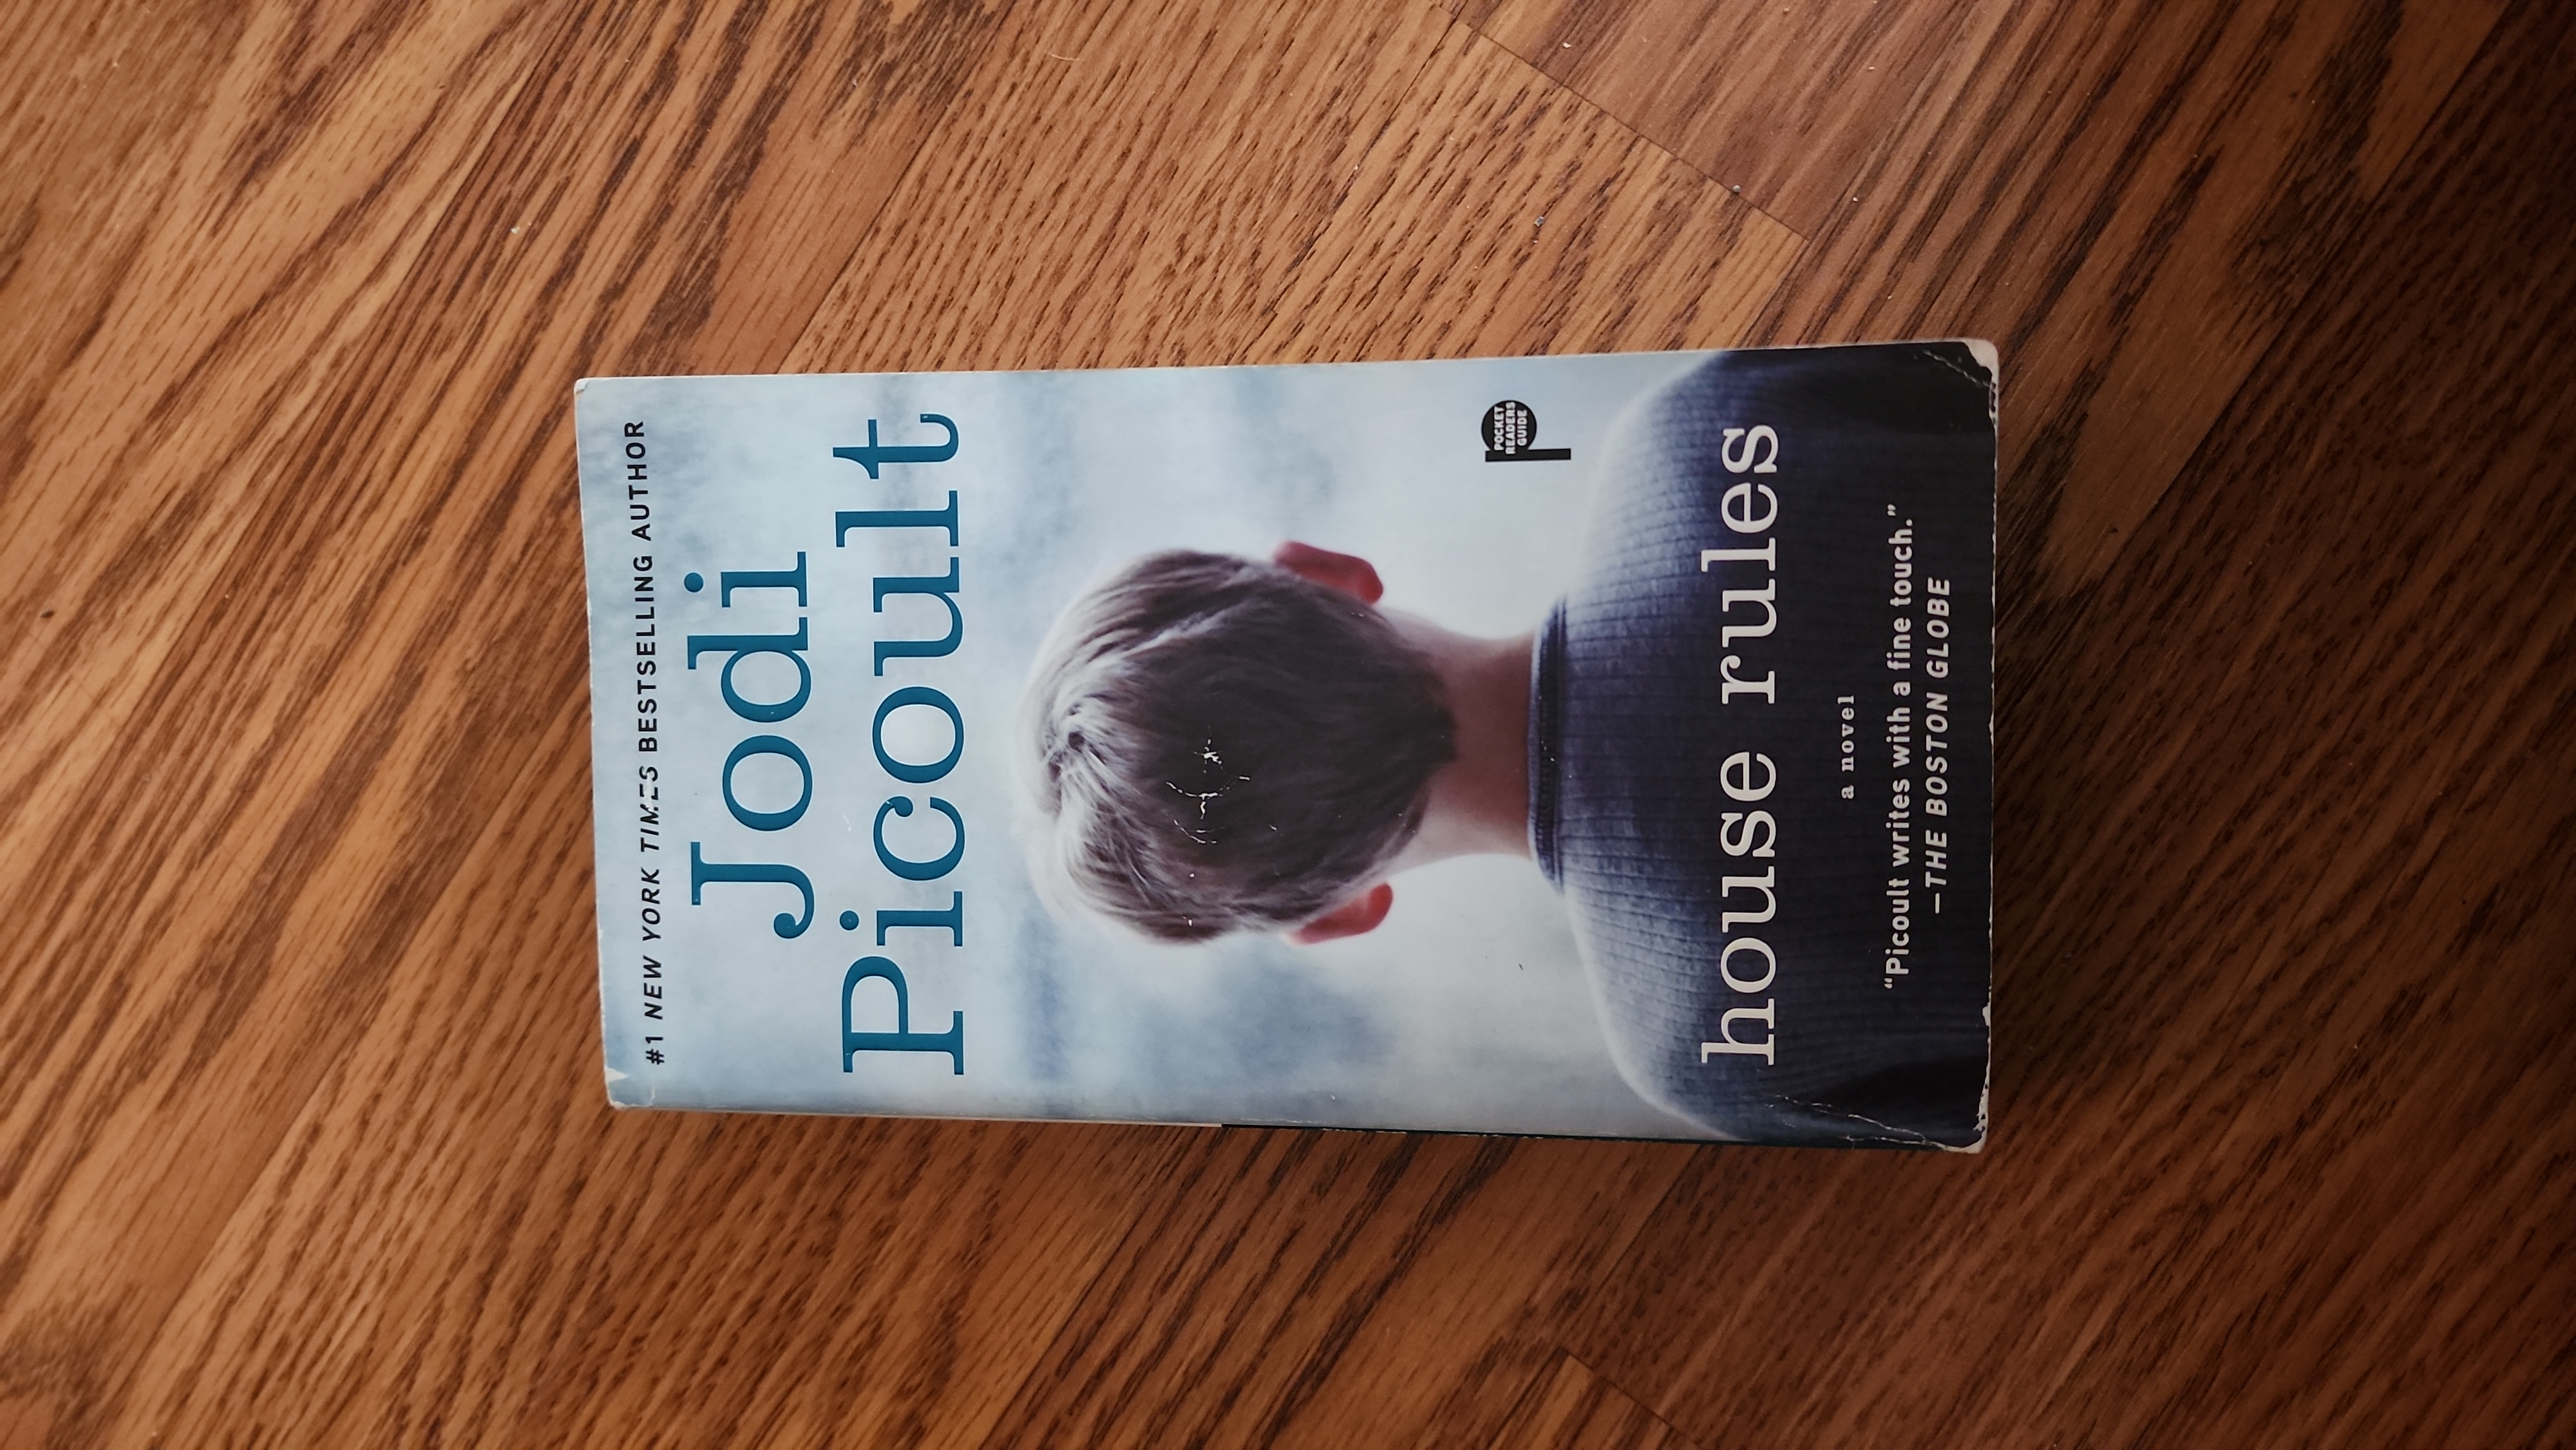 #1 NEW YORK TIMES BESTSELLING AUTHOR
Jodi
Picoult
POCKET
READERS
GUIDE
house rules
a novel
“Picoult writes with a fine touch.”
—THE BOSTON GLOBE